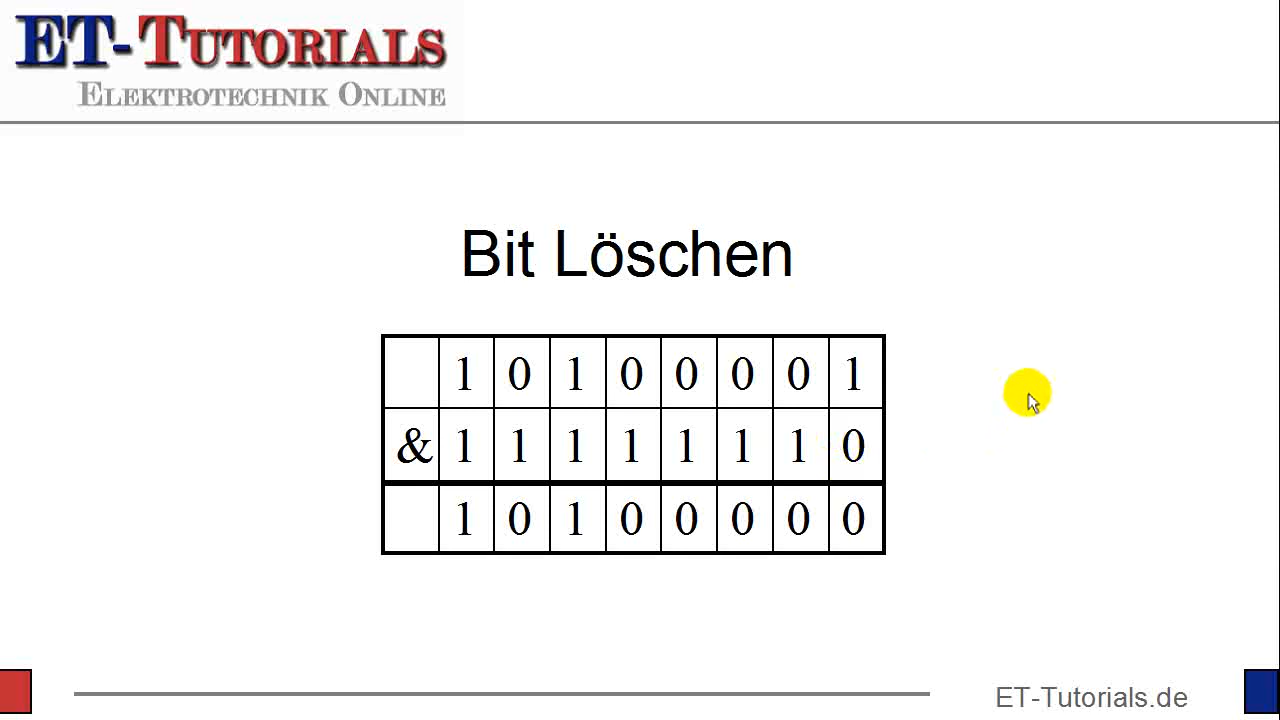 ET-TUTORIALS
ELEKTROTECHNIK ONLINE
Bit Löschen
1 0 1 0 0 0 0 1
& 1 1 1 1 1 1 1 0
1 0 1 0 0 0 0 0
ET-Tutorials.de